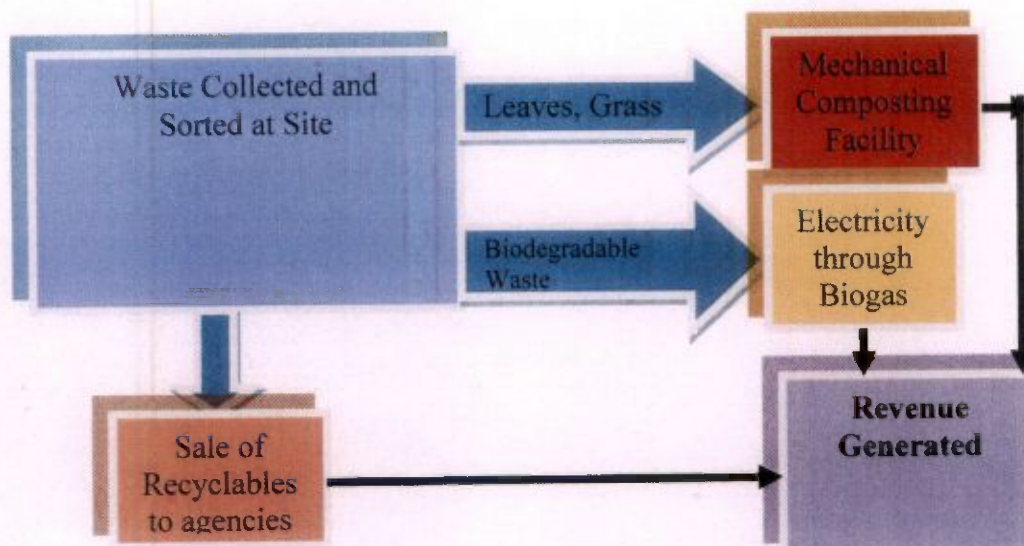 Waste Collected and
Sorted at Site
Leaves, Grass
Mechanical
Composting
Facility
Biodegradable
Waste
Electricity
through
Biogas
Revenue
Generated
Sale of
Recyclables
to agencies